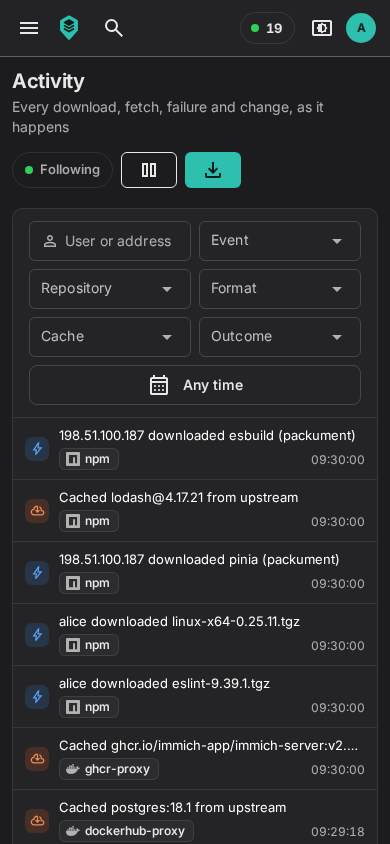 19
A
Activity
Every download, fetch, failure and change, as it
happens
Following
User or address
Event
Repository
Format
Cache
Outcome
Any time
198.51.100.187 downloaded esbuild (packument)
npm
09:30:00
Cached lodash@4.17.21 from upstream
npm
09:30:00
198.51.100.187 downloaded pinia (packument)
npm
09:30:00
alice downloaded linux-x64-0.25.11.tgz
npm
09:30:00
alice downloaded eslint-9.39.1.tgz
npm
09:30:00
Cached ghcr.io/immich-app/immich-server:v2....
ghcr-proxy
09:30:00
Cached postgres:18.1 from upstream
dockerhub-proxy
09:29:18